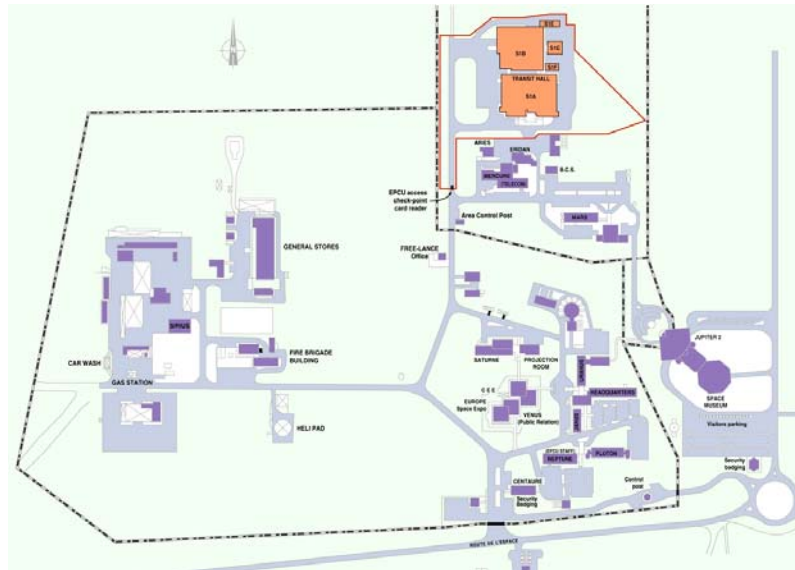 S1E
S1B
S1G
S1F
TRANSIT HALL
S1A
ARIES
ERIDAN
MERCURE
(TELECOM)
B.C.S.
EPCU access
check-point
card reader
Area Control Post
MARS
FREE-LANCE
Office
GENERAL STORES
SIRIUS
FIRE BRIGADE
BUILDING
CAR WASH
GAS STATION
HELI PAD
SATURNE
PROJECTION
ROOM
C E E
EUROPE
Space Expo
VENUS
(Public Relation)
HEADQUARTERS
JUPITER 2
SPACE
MUSEUM
Visitors parking
(EPCU STAFF)
NEPTUNE
PLUTON
CENTAURE
Security
Badging
Control
post
Security
badging
ROUTE DE L'ESPACE